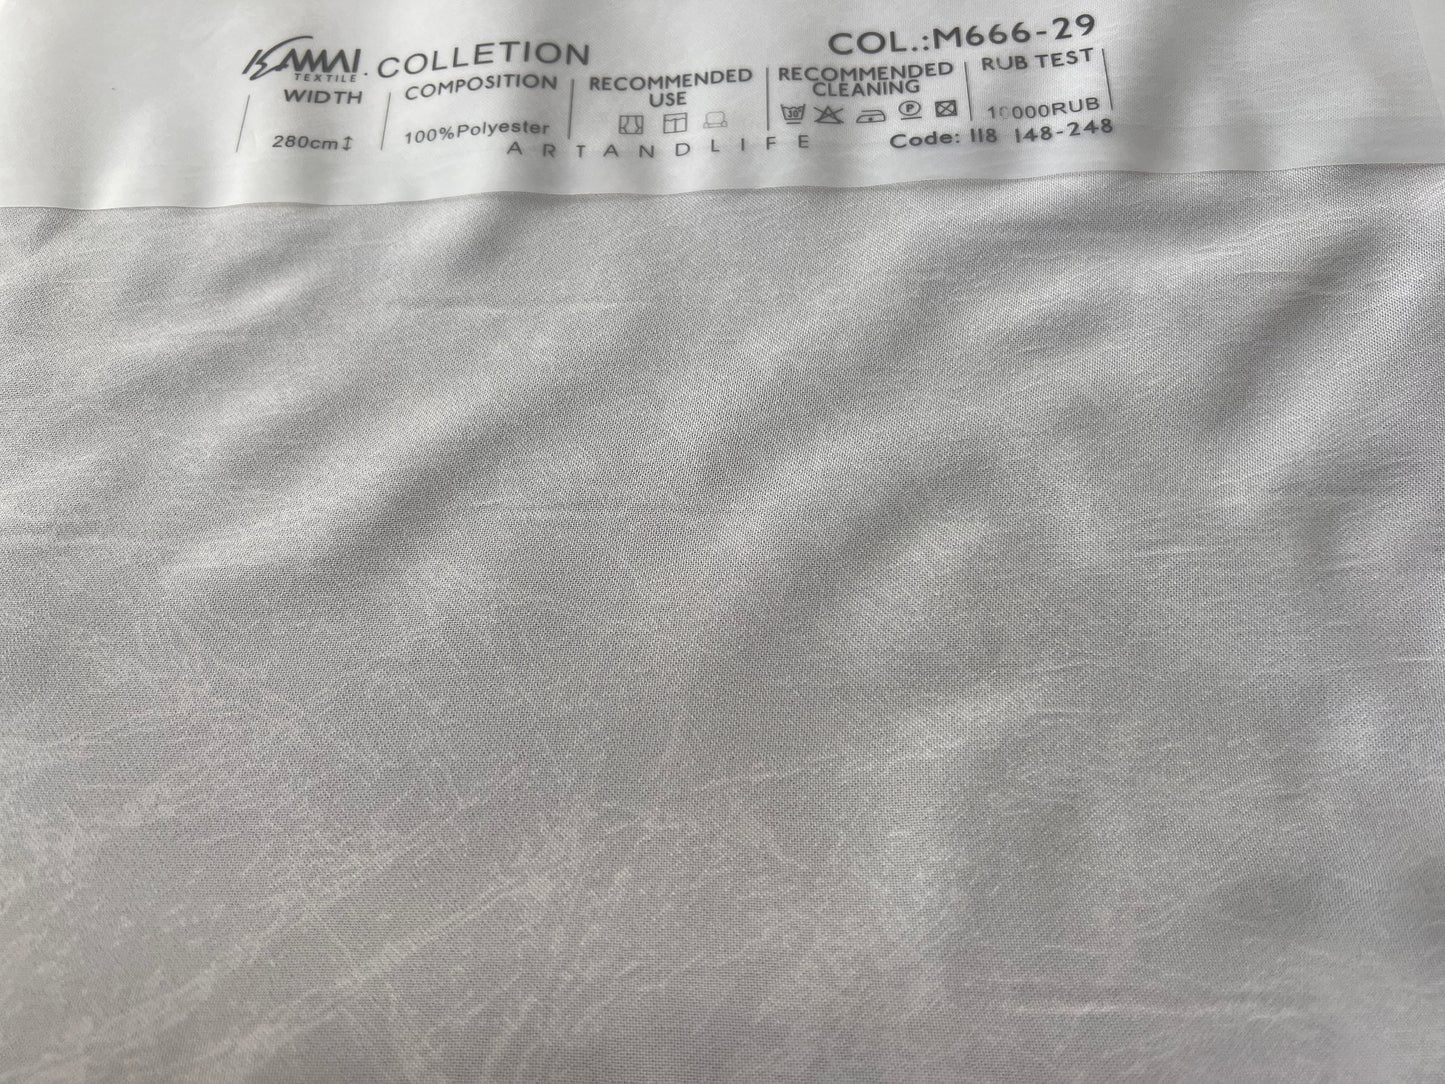 KAMAI TEXTILE. COLLETION
COL.:M666-29
WIDTH
280cm↕
COMPOSITION
100%Polyester
RECOMMENDED
USE
RECOMMENDED
CLEANING
30°
P
RUB TEST
10000RUB
ARTANDLIFE
Code: 118 148-248